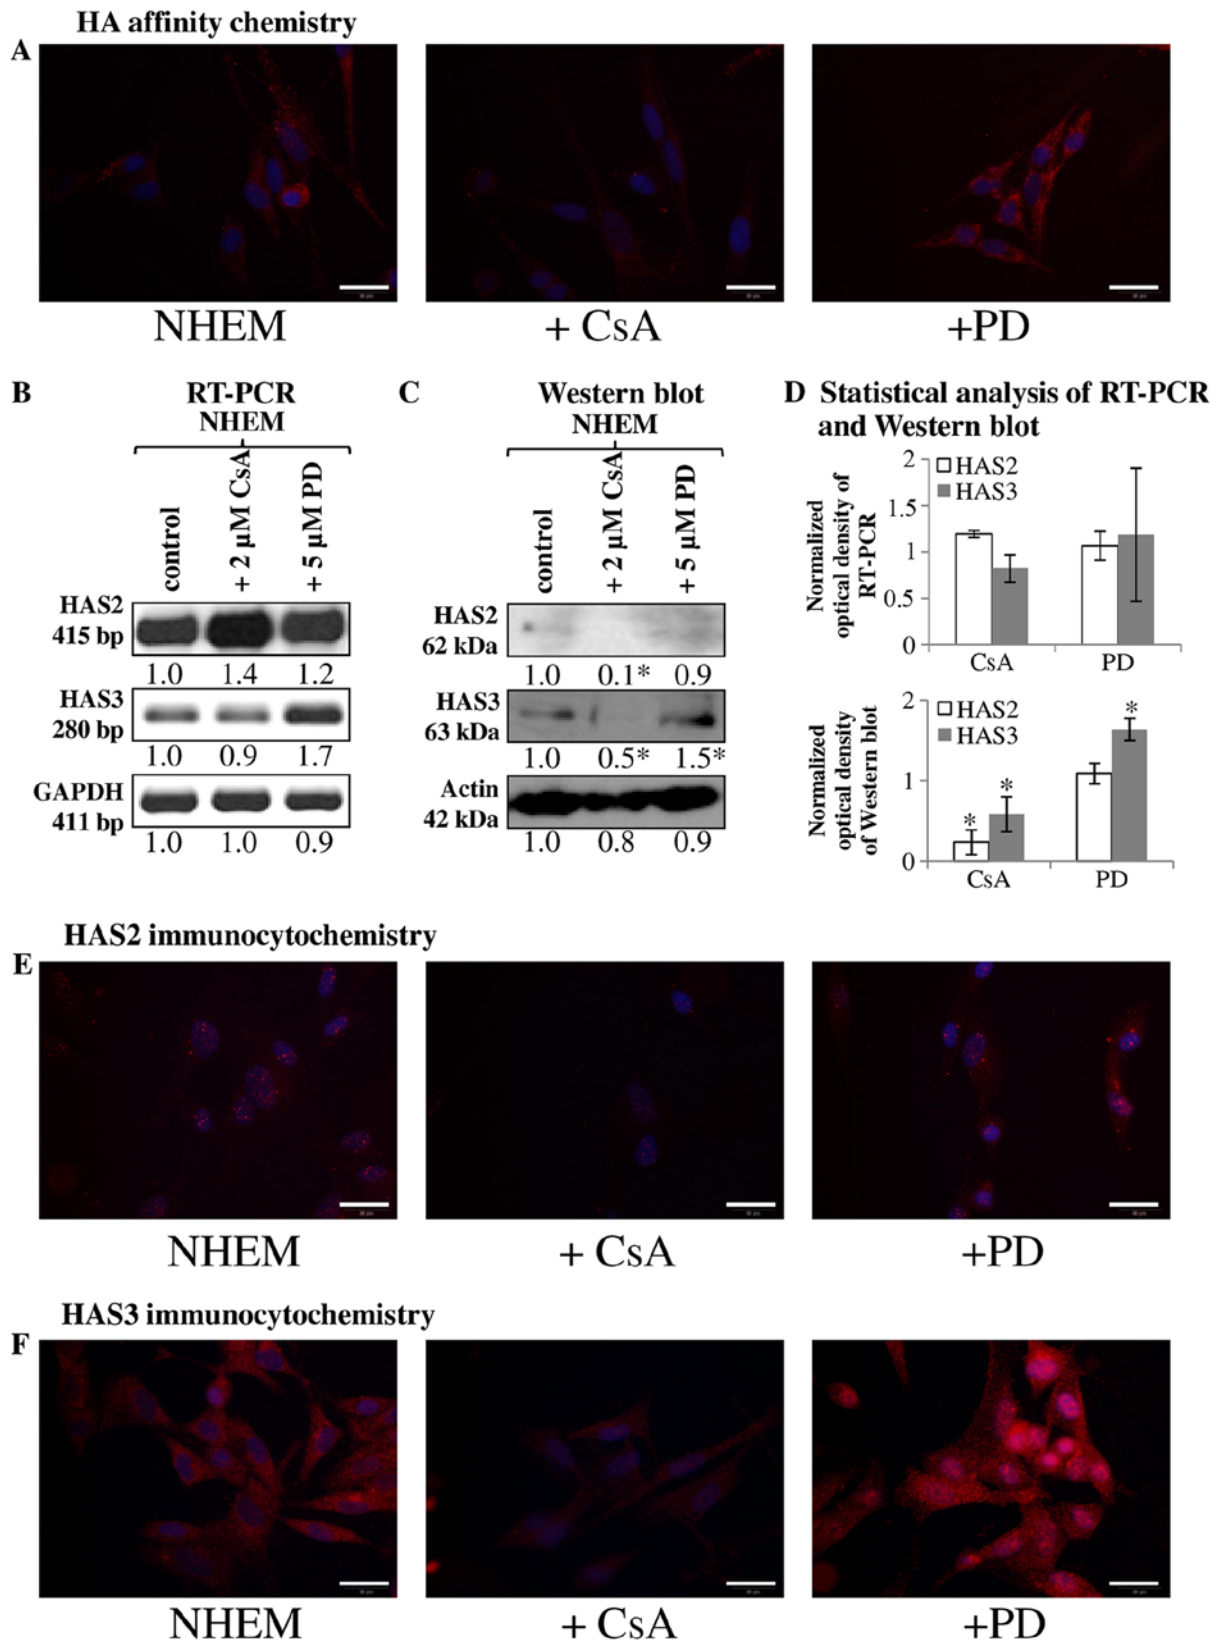 HA affinity chemistry
A
NHEM
+ CsA
+PD
B
RT-PCR
NHEM
control
+ 2 µM CsA
+ 5 µM PD
HAS2
415 bp
1.0 1.4 1.2
HAS3
280 bp
1.0 0.9 1.7
GAPDH
411 bp
1.0 1.0 0.9
C
Western blot
NHEM
control
+ 2 µM CsA
+ 5 µM PD
HAS2
62 kDa
1.0 0.1* 0.9
HAS3
63 kDa
1.0 0.5* 1.5*
Actin
42 kDa
1.0 0.8 0.9
D Statistical analysis of RT-PCR
and Western blot
Normalized
optical density of
RT-PCR
2
1.5
1
0.5
0
HAS2
HAS3
CsA PD
Normalized
optical density
of Western blot
2
1
0
HAS2
HAS3
*
*
*
CsA PD
HAS2 immunocytochemistry
E
NHEM
+ CsA
+PD
HAS3 immunocytochemistry
F
NHEM
+ CsA
+PD